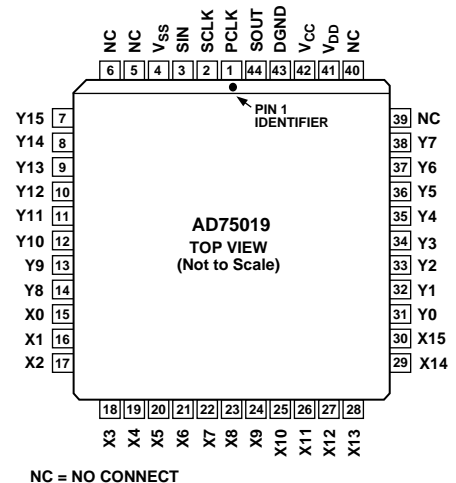 NC NC VSS SIN SCLK PCLK SOUT DGND VCC VDD NC
6 5 4 3 2 1 44 43 42 41 40
PIN 1
IDENTIFIER
Y15 7
Y14 8
Y13 9
Y12 10
Y11 11
Y10 12
Y9 13
Y8 14
X0 15
X1 16
X2 17
AD75019
TOP VIEW
(Not to Scale)
39 NC
38 Y7
37 Y6
36 Y5
35 Y4
34 Y3
33 Y2
32 Y1
31 Y0
30 X15
29 X14
18 19 20 21 22 23 24 25 26 27 28
X3 X4 X5 X6 X7 X8 X9 X10 X11 X12 X13
NC = NO CONNECT